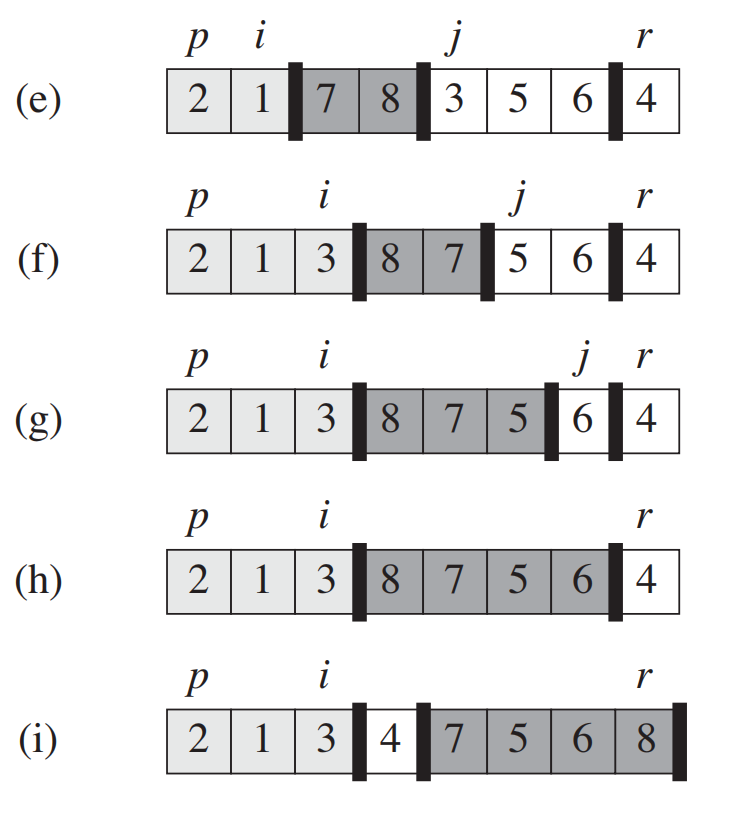 p i j r
(e) 2 1 7 8 3 5 6 4
p i j r
(f) 2 1 3 8 7 5 6 4
p i j r
(g) 2 1 3 8 7 5 6 4
p i r
(h) 2 1 3 8 7 5 6 4
p i r
(i) 2 1 3 4 7 5 6 8